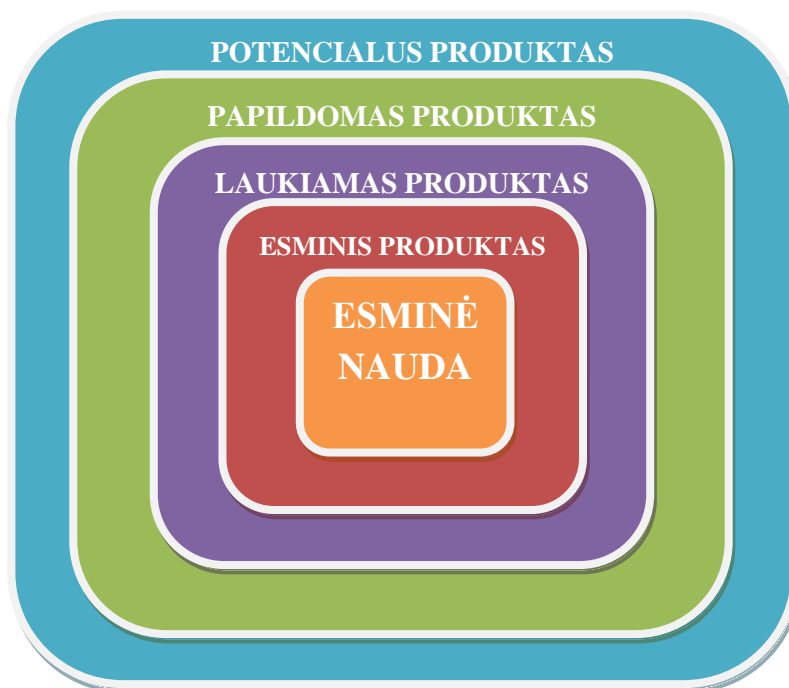 POTENCIALUS PRODUKTAS
PAPILDOMAS PRODUKTAS
LAUKIAMAS PRODUKTAS
ESMINIS PRODUKTAS
ESMINĖ
NAUDA